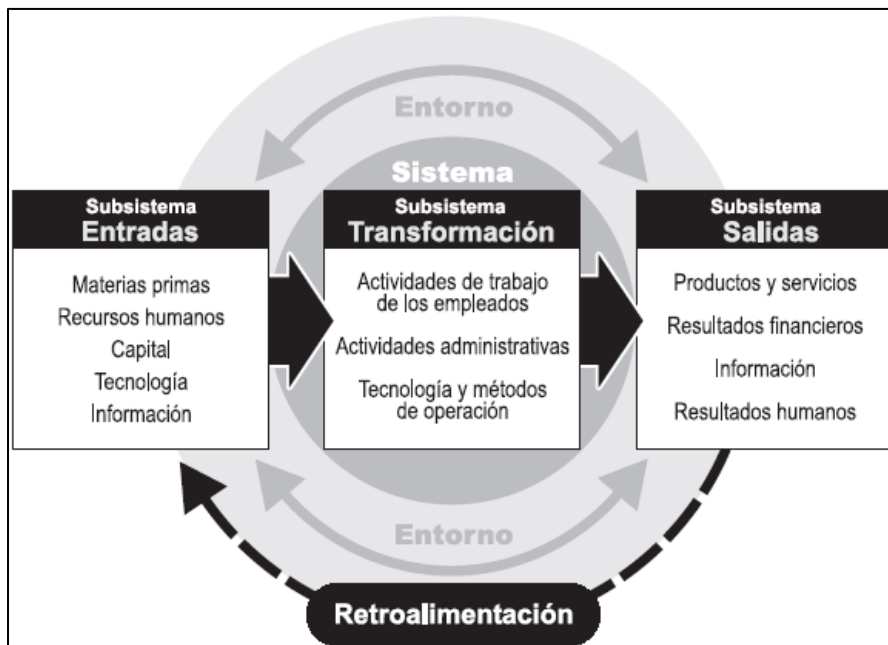 Entorno
Sistema
Subsistema
Entradas
Materias primas
Recursos humanos
Capital
Tecnología
Información
Subsistema
Transformación
Actividades de trabajo
de los empleados
Actividades administrativas
Tecnología y métodos
de operación
Subsistema
Salidas
Productos y servicios
Resultados financieros
Información
Resultados humanos
Entorno
Retroalimentación